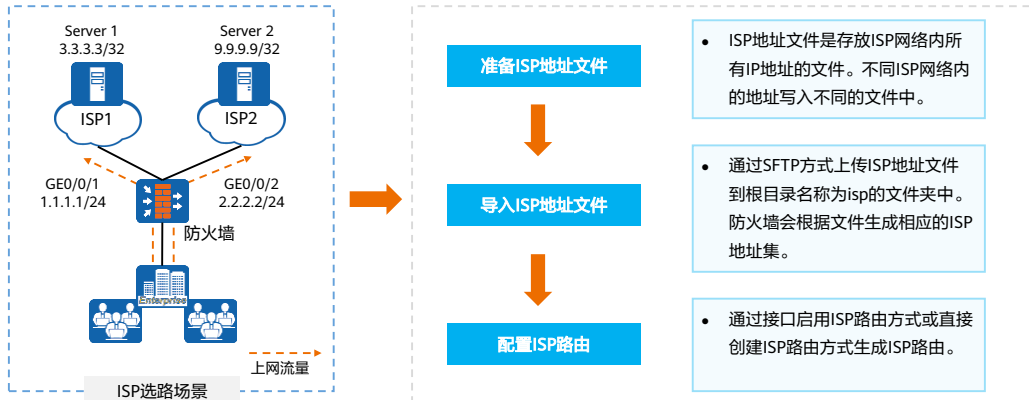 Server 1
3.3.3.3/32
Server 2
9.9.9.9/32
ISP1
ISP2
GE0/0/1
1.1.1.1/24
GE0/0/2
2.2.2.2/24
防火墙
Enterprise
上网流量
ISP选路场景
准备ISP地址文件
导入ISP地址文件
配置ISP路由
• ISP地址文件是存放ISP网络内所
有IP地址的文件。不同ISP网络内
的地址写入不同的文件中。
• 通过SFTP方式上传ISP地址文件
到根目录名称为isp的文件夹中。
防火墙会根据文件生成相应的ISP
地址集。
• 通过接口启用ISP路由方式或直接
创建ISP路由方式生成ISP路由。